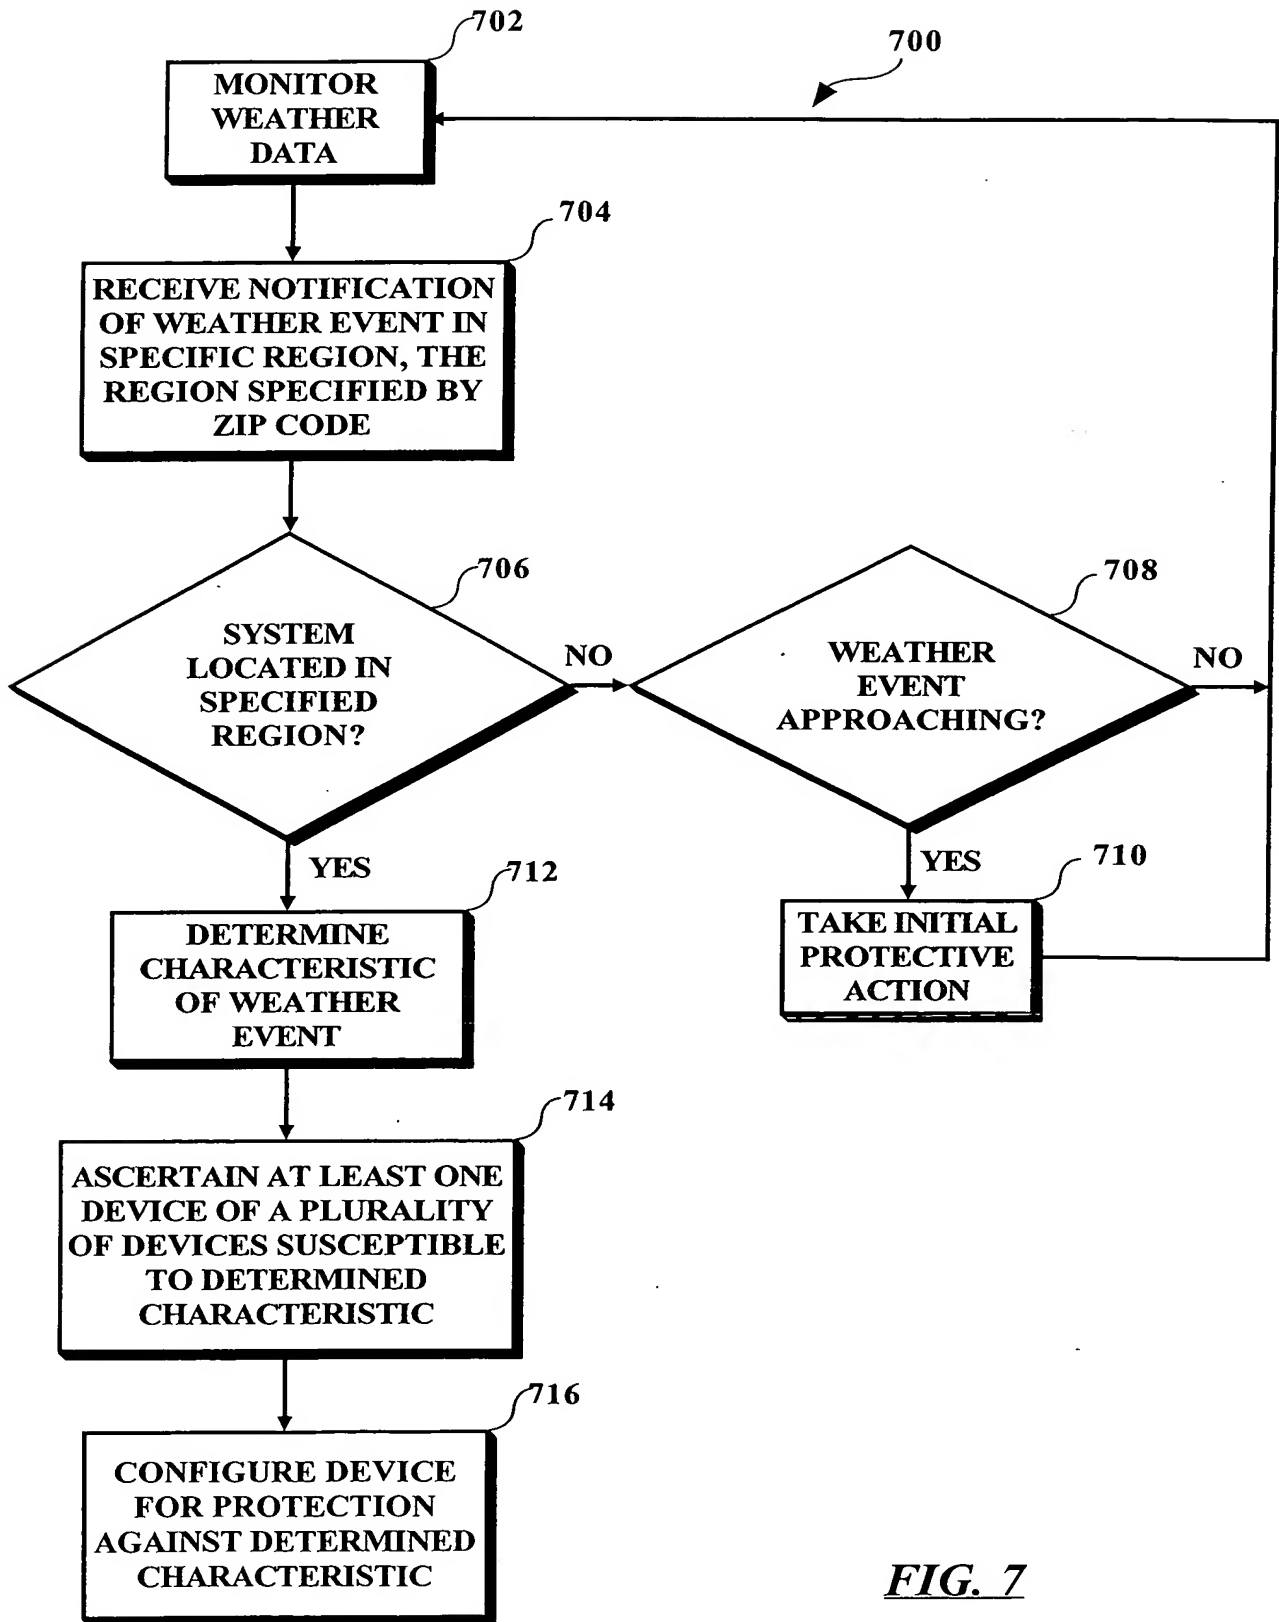 702
700
MONITOR
WEATHER
DATA
704
RECEIVE NOTIFICATION
OF WEATHER EVENT IN
SPECIFIC REGION, THE
REGION SPECIFIED BY
ZIP CODE
706
SYSTEM
LOCATED IN
SPECIFIED
REGION?
NO
708
WEATHER
EVENT
APPROACHING?
NO
YES
712
YES
710
TAKE INITIAL
PROTECTIVE
ACTION
DETERMINE
CHARACTERISTIC
OF WEATHER
EVENT
714
ASCERTAIN AT LEAST ONE
DEVICE OF A PLURALITY
OF DEVICES SUSCEPTIBLE
TO DETERMINED
CHARACTERISTIC
716
CONFIGURE DEVICE
FOR PROTECTION
AGAINST DETERMINED
CHARACTERISTIC
FIG. 7